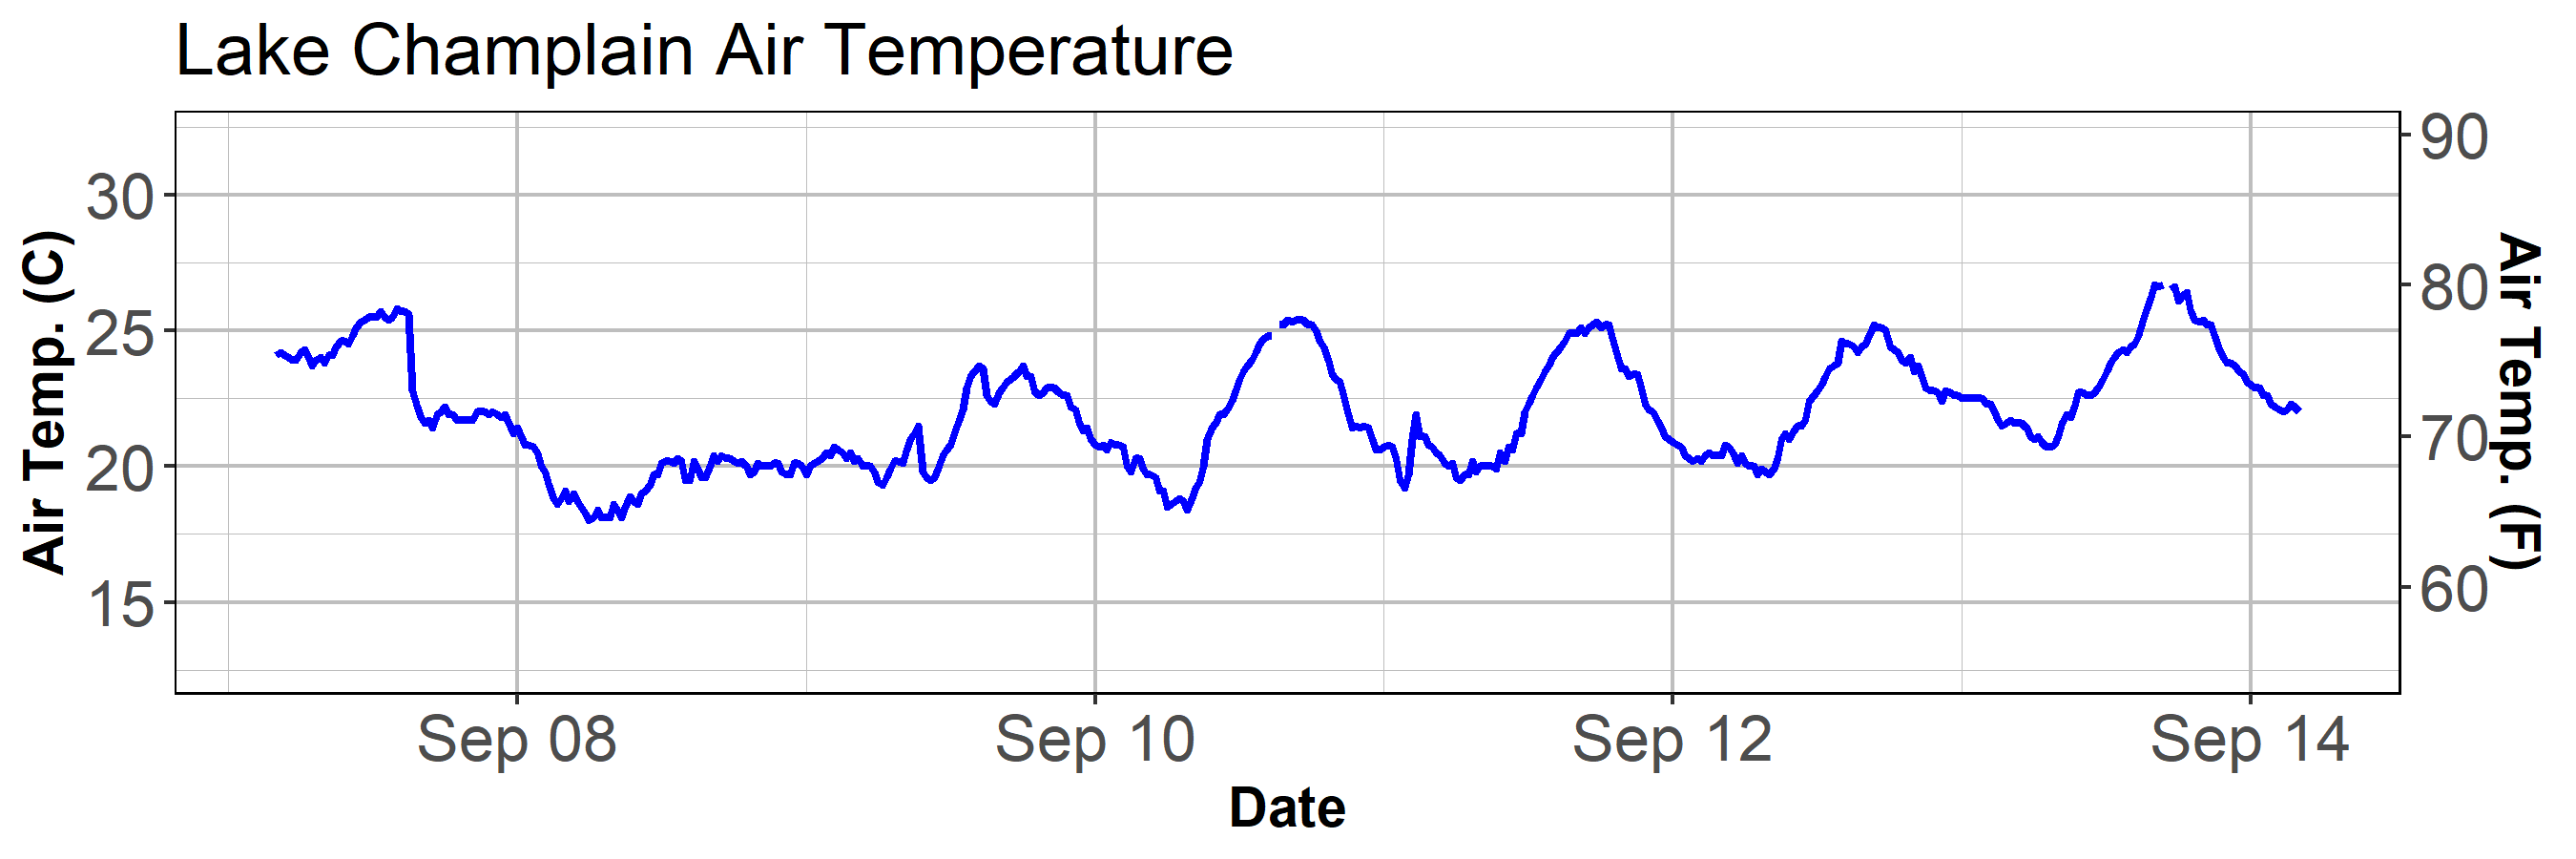 Lake Champlain Air Temperature
Air Temp. (C)
30
25
20
15
90
80
70
60
Air Temp. (F)
Sep 08
Sep 10
Sep 12
Sep 14
Date